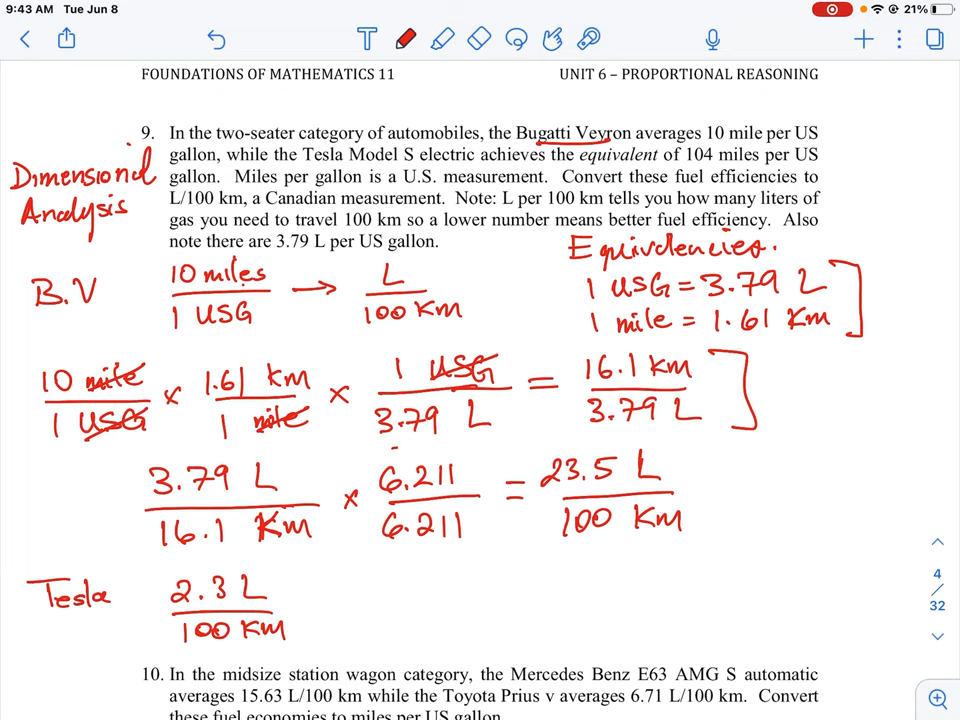 9:43 AM Tue Jun 8
21%
FOUNDATIONS OF MATHEMATICS 11 UNIT 6 – PROPORTIONAL REASONING
9. In the two-seater category of automobiles, the Bugatti Veyron averages 10 mile per US
gallon, while the Tesla Model S electric achieves the equivalent of 104 miles per US
gallon. Miles per gallon is a U.S. measurement. Convert these fuel efficiencies to
L/100 km, a Canadian measurement. Note: L per 100 km tells you how many liters of
gas you need to travel 100 km so a lower number means better fuel efficiency. Also
note there are 3.79 L per US gallon.
Dimensional
Analysis
Equivdencies.
1 USG = 3.79 L
1 mile = 1.61 Km
B.V 10 miles / 1 USG → L / 100 Km
10 mile / 1 USG × 1.61 km / 1 mile × 1 USG / 3.79 L = 16.1 km / 3.79 L
3.79 L / 16.1 Km × 6.211 / 6.211 = 23.5 L / 100 Km
Tesla 2.3 L / 100 Km
4 / 32
10. In the midsize station wagon category, the Mercedes Benz E63 AMG S automatic
averages 15.63 L/100 km while the Toyota Prius v averages 6.71 L/100 km. Convert
these fuel economies to miles per US gallon.